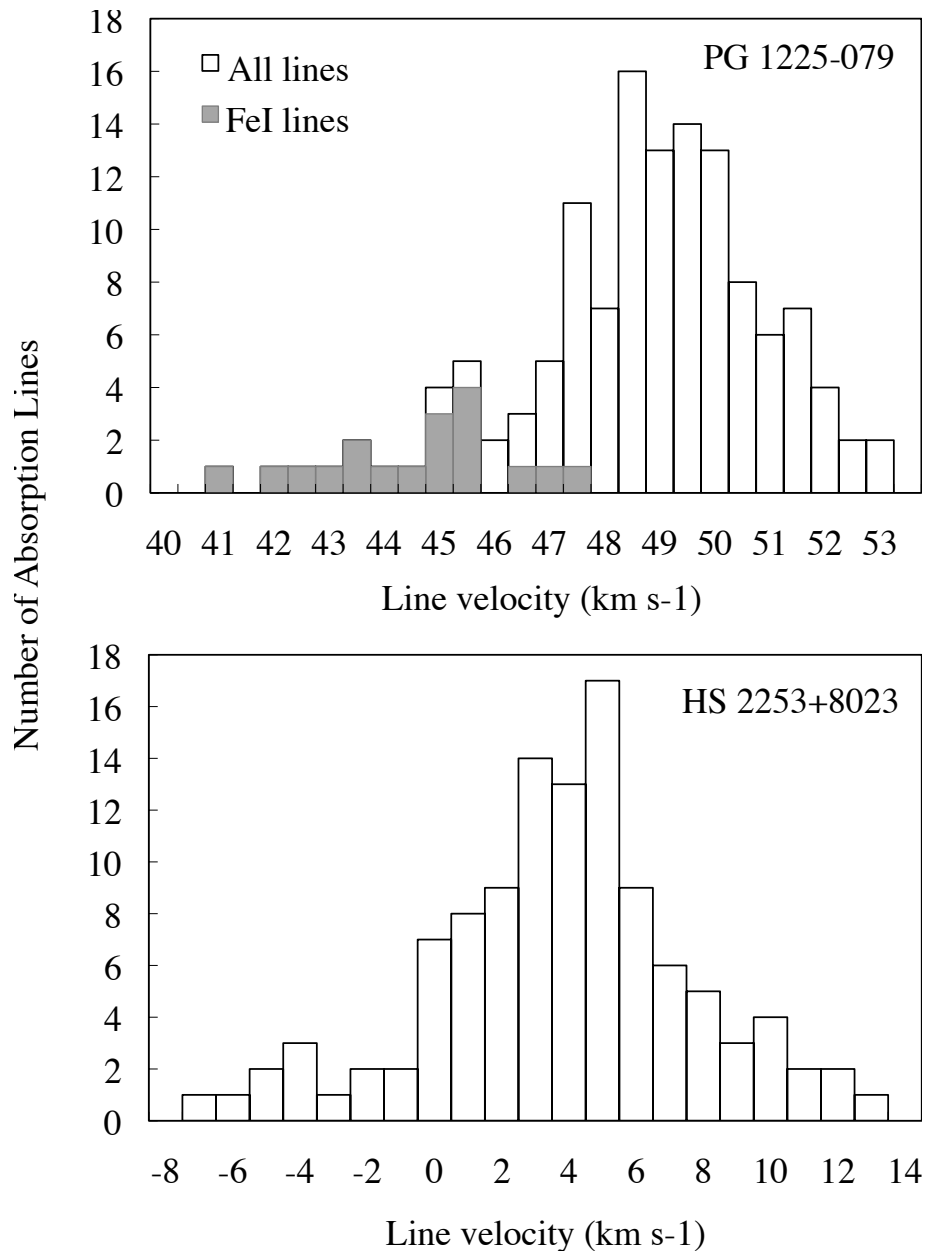 Number of Absorption Lines
18
16
14
12
10
8
6
4
2
0
All lines
FeI lines
PG 1225-079
40 41 42 43 44 45 46 47 48 49 50 51 52 53
Line velocity (km s-1)
18
16
14
12
10
8
6
4
2
0
HS 2253+8023
-8 -6 -4 -2 0 2 4 6 8 10 12 14
Line velocity (km s-1)